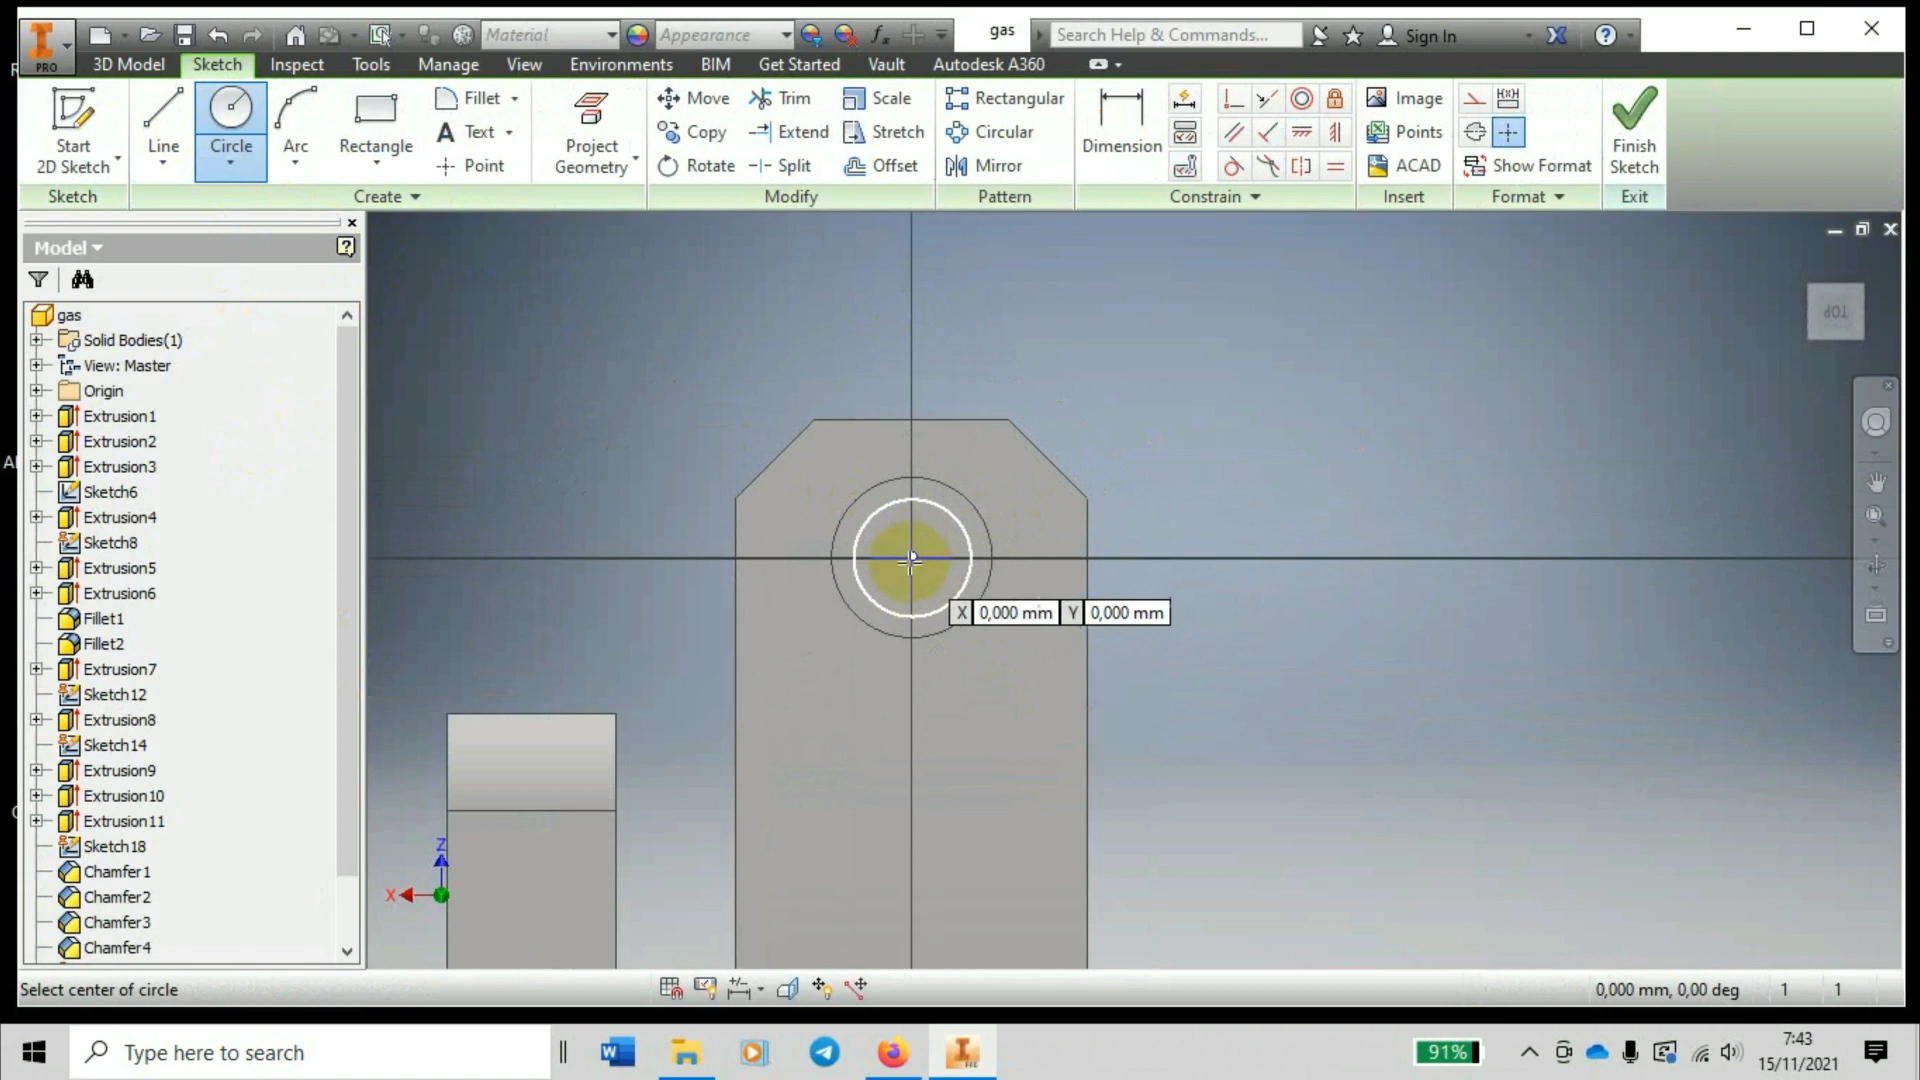 Material
Appearance
gas
Search Help & Commands...
Sign In
PRO
3D Model
Sketch
Inspect
Tools
Manage
View
Environments
BIM
Get Started
Vault
Autodesk A360
Start
2D Sketch
Line
Circle
Arc
Rectangle
Fillet
Text
Point
Project
Geometry
Move
Copy
Rotate
Trim
Extend
Split
Scale
Stretch
Offset
Rectangular
Circular
Mirror
Dimension
Image
Points
ACAD
Show Format
Finish
Sketch
Sketch
Create
Modify
Pattern
Constrain
Insert
Format
Exit
Model
gas
Solid Bodies(1)
View: Master
Origin
Extrusion1
Extrusion2
Extrusion3
Sketch6
Extrusion4
Sketch8
Extrusion5
Extrusion6
Fillet1
Fillet2
Extrusion7
Sketch12
Extrusion8
Sketch14
Extrusion9
Extrusion10
Extrusion11
Sketch18
Chamfer1
Chamfer2
Chamfer3
Chamfer4
TOP
X 0,000 mm Y 0,000 mm
Z
X
Select center of circle
0,000 mm, 0,00 deg 1 1
Type here to search
91%
7:43
15/11/2021